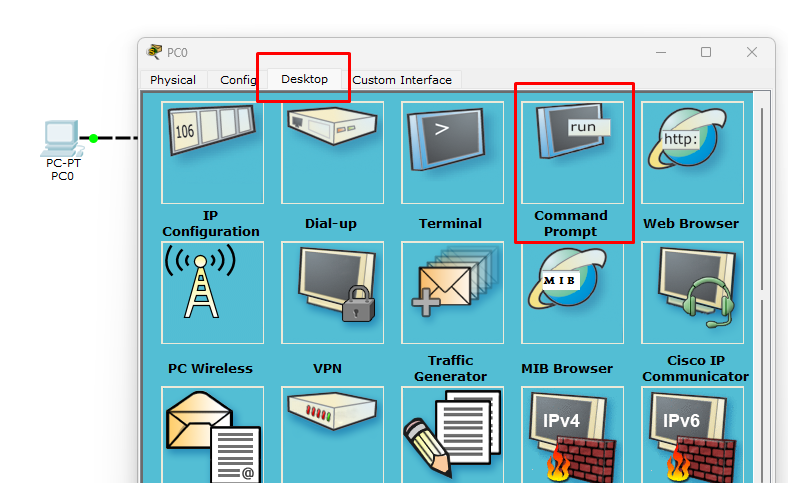 PC0
Physical
Config
Desktop
Custom Interface
PC-PT
PC0
106
>
run
http:
IP
Configuration
Dial-up
Terminal
Command
Prompt
Web Browser
MIB
PC Wireless
VPN
Traffic
Generator
MIB Browser
Cisco IP
Communicator
@
IPv4
IPv6